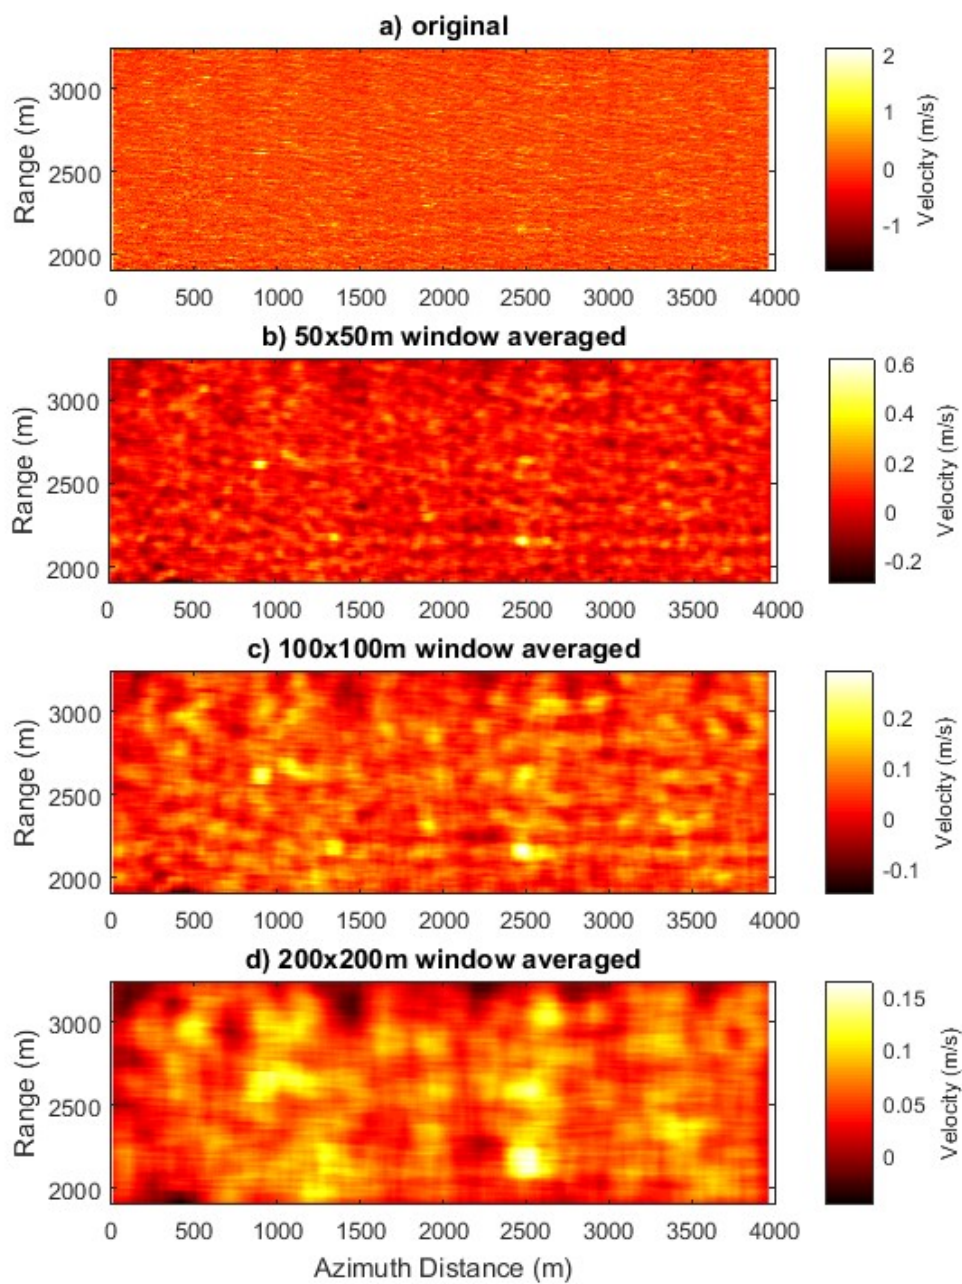 a) original
3000
2500
2000
Range (m)
0 500 1000 1500 2000 2500 3000 3500 4000
2
1
0
-1
Velocity (m/s)
b) 50x50m window averaged
3000
2500
2000
Range (m)
0 500 1000 1500 2000 2500 3000 3500 4000
0.6
0.4
0.2
0
-0.2
Velocity (m/s)
c) 100x100m window averaged
3000
2500
2000
Range (m)
0 500 1000 1500 2000 2500 3000 3500 4000
0.2
0.1
0
-0.1
Velocity (m/s)
d) 200x200m window averaged
3000
2500
2000
Range (m)
0 500 1000 1500 2000 2500 3000 3500 4000
0.15
0.1
0.05
0
Velocity (m/s)
Azimuth Distance (m)